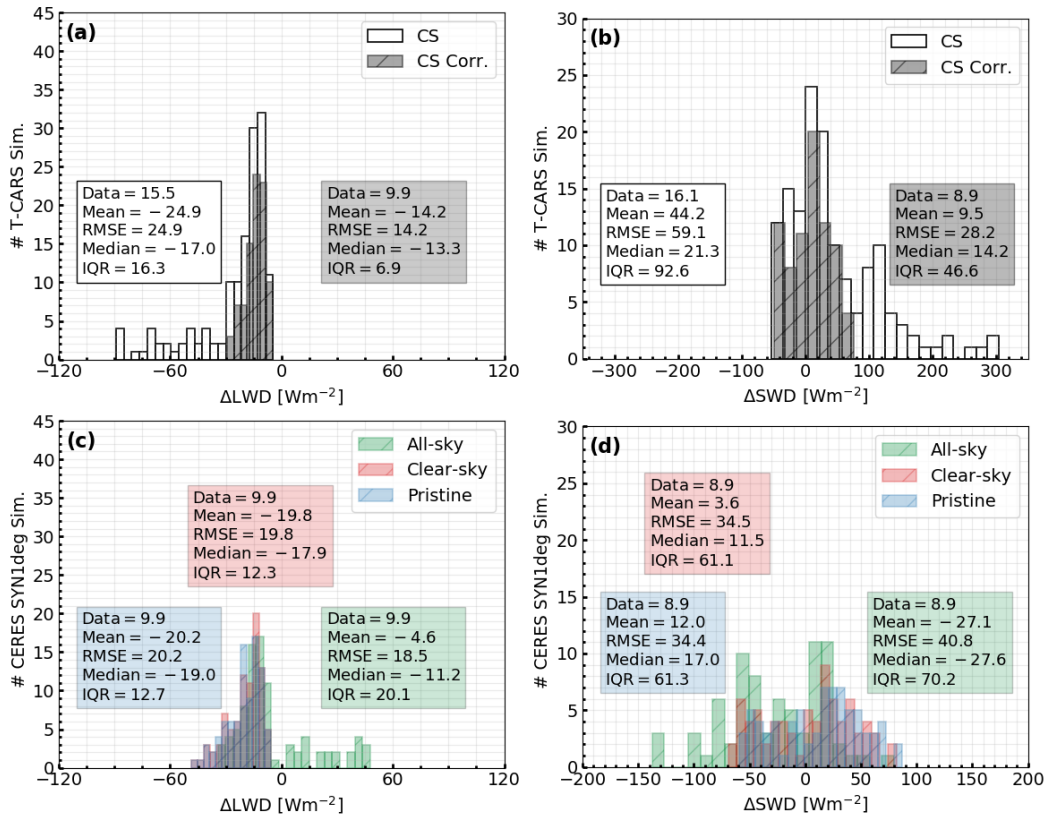 (a)
CS
CS Corr.
Data = 15.5
Mean = − 24.9
RMSE = 24.9
Median = − 17.0
IQR = 16.3
Data = 9.9
Mean = − 14.2
RMSE = 14.2
Median = − 13.3
IQR = 6.9
# T-CARS Sim.
45
40
35
30
25
20
15
10
5
0
−120
−60
0
60
120
ΔLWD [Wm⁻²]
(b)
CS
CS Corr.
Data = 16.1
Mean = 44.2
RMSE = 59.1
Median = 21.3
IQR = 92.6
Data = 8.9
Mean = 9.5
RMSE = 28.2
Median = 14.2
IQR = 46.6
# T-CARS Sim.
30
25
20
15
10
5
0
−300
−200
−100
0
100
200
300
ΔSWD [Wm⁻²]
(c)
All-sky
Clear-sky
Pristine
Data = 9.9
Mean = − 19.8
RMSE = 19.8
Median = − 17.9
IQR = 12.3
Data = 9.9
Mean = − 20.2
RMSE = 20.2
Median = − 19.0
IQR = 12.7
Data = 9.9
Mean = − 4.6
RMSE = 18.5
Median = − 11.2
IQR = 20.1
# CERES SYN1deg Sim.
45
40
35
30
25
20
15
10
5
0
−120
−60
0
60
120
ΔLWD [Wm⁻²]
(d)
All-sky
Clear-sky
Pristine
Data = 8.9
Mean = 3.6
RMSE = 34.5
Median = 11.5
IQR = 61.1
Data = 8.9
Mean = 12.0
RMSE = 34.4
Median = 17.0
IQR = 61.3
Data = 8.9
Mean = − 27.1
RMSE = 40.8
Median = − 27.6
IQR = 70.2
# CERES SYN1deg Sim.
30
25
20
15
10
5
0
−200
−150
−100
−50
0
50
100
150
200
ΔSWD [Wm⁻²]